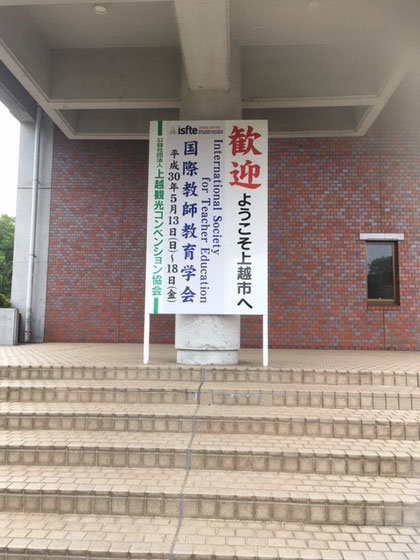 歓迎 ようこそ上越市へ
isfte
International Society
for Teacher Education
国際教師教育学会
平成30年5月13日(日)～18日(金)
公益社団法人 上越観光コンベンション協会